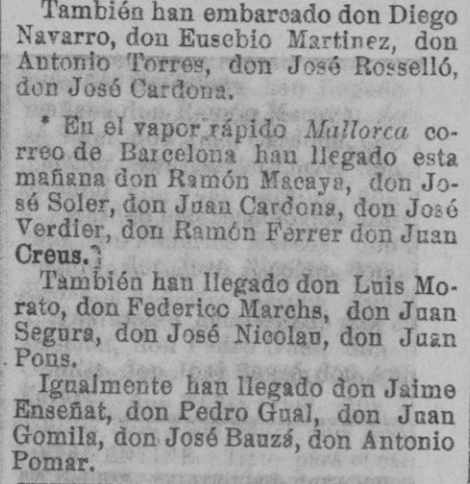 También han embarcado don Diego
Navarro, don Eusebio Martinez, don
Antonio Torres, don José Rosselló,
don José Cardona.
* En el vapor rápido Mallorca co-
rreo de Barcelona han llegado esta
mañana don Ramón Macaya, don Jo-
sé Soler, don Juan Cardona, don José
Verdier, don Ramón Ferrer don Juan
Creus.
También han llegado don Luis Mo-
rato, don Federico Marchs, don Juan
Segura, don José Nicolau, don Juan
Pons.
Igualmente han llegado don Jaime
Enseñat, don Pedro Gual, don Juan
Gomila, don José Bauzá, don Antonio
Pomar.